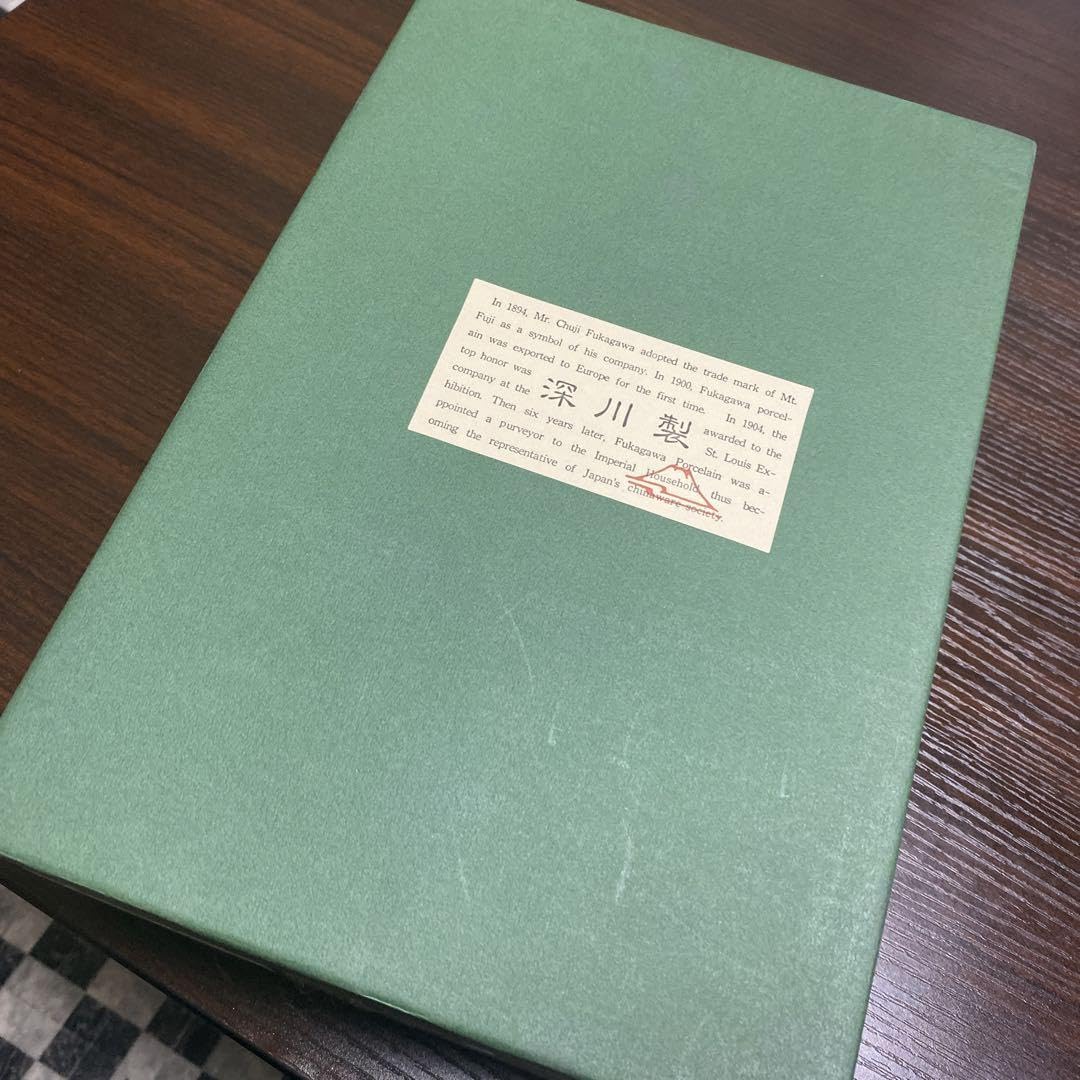 In 1894, Mr. Chuji Fukagawa adopted the trade mark of Mt.
Fuji as a symbol of his company. In 1900, Fukagawa porcel-
ain was exported to Europe for the first time. In 1904, the
top honor was awarded to the
company at the St. Louis Ex-
深川製
hibition. Then six years later, Fukagawa Porcelain was a-
ppointed a purveyor to the Imperial Household thus bec-
oming the representative of Japan's chinaware society.